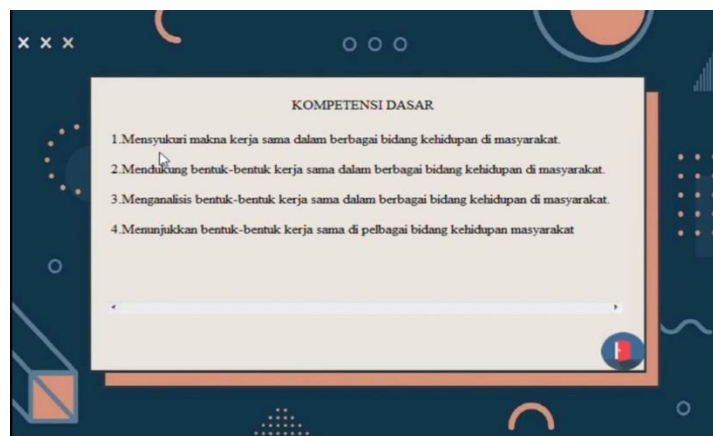 KOMPETENSI DASAR
1.Mensyukuri makna kerja sama dalam berbagai bidang kehidupan di masyarakat.
2.Mendukung bentuk-bentuk kerja sama dalam berbagai bidang kehidupan di masyarakat.
3.Menganalisis bentuk-bentuk kerja sama dalam berbagai bidang kehidupan di masyarakat.
4.Menunjukkan bentuk-bentuk kerja sama di pelbagai bidang kehidupan masyarakat